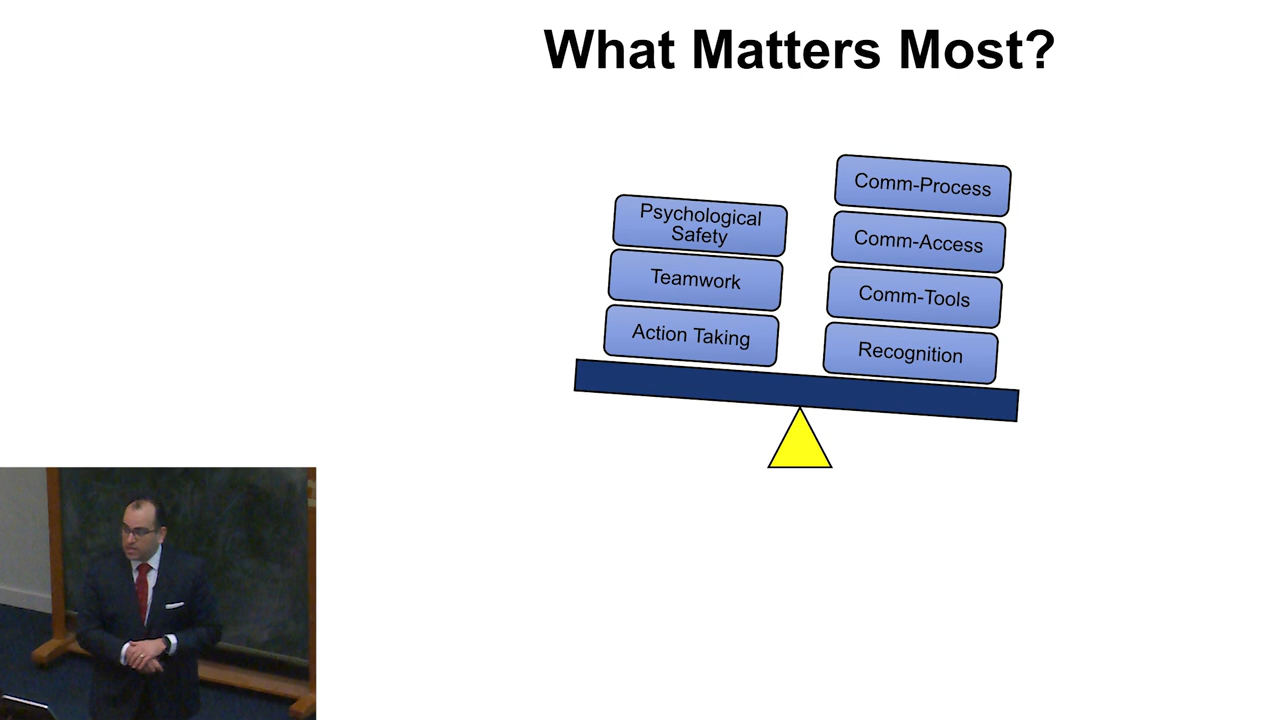 What Matters Most?
Psychological
Safety
Teamwork
Action Taking
Comm-Process
Comm-Access
Comm-Tools
Recognition